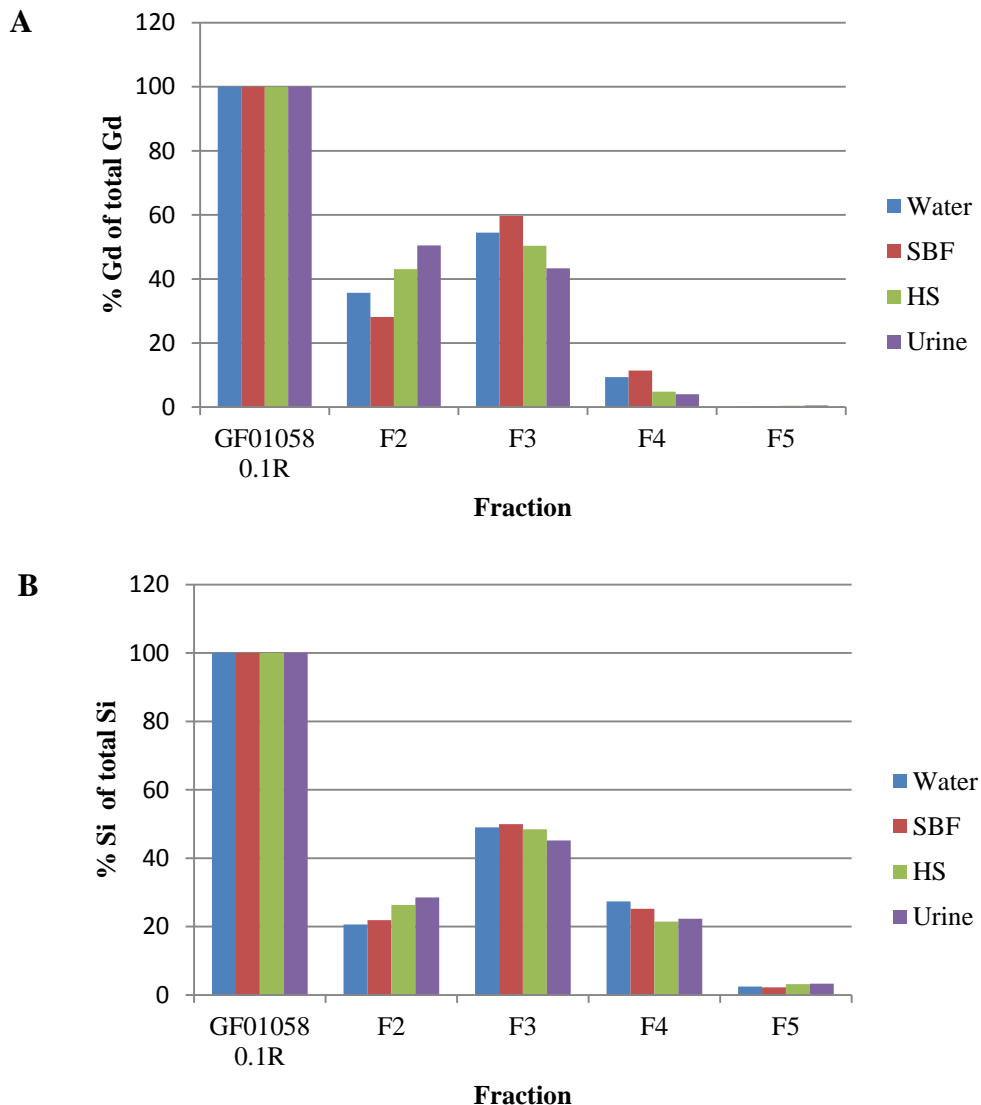 A
120
100
80
60
40
20
0
% Gd of total Gd
GF01058 0.1R
F2
F3
F4
F5
Fraction
Water
SBF
HS
Urine
B
120
100
80
60
40
20
0
% Si of total Si
GF01058 0.1R
F2
F3
F4
F5
Fraction
Water
SBF
HS
Urine